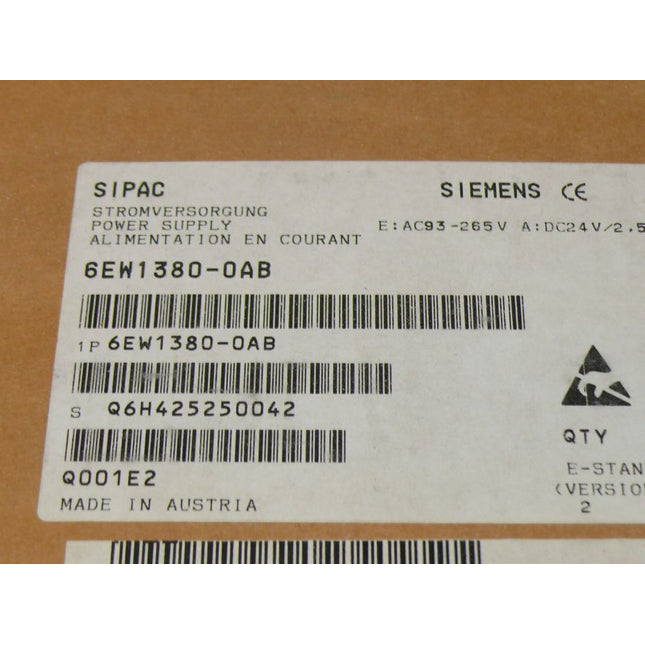 SIPAC SIEMENS CE
STROMVERSORGUNG
POWER SUPPLY E:AC93-265V A:DC24V/2,5
ALIMENTATION EN COURANT
6EW1380-0AB
1P 6EW1380-0AB
S Q6H425250042
QTY
Q001E2 E-STAN
MADE IN AUSTRIA (VERSIO
2